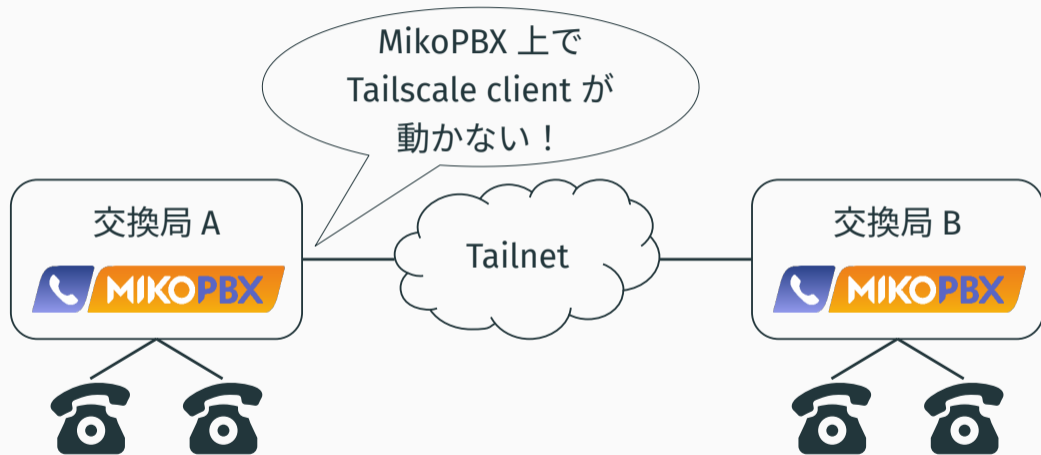 MikoPBX 上で
Tailscale client が
動かない！
交換局 A
MIKOPBX
Tailnet
交換局 B
MIKOPBX